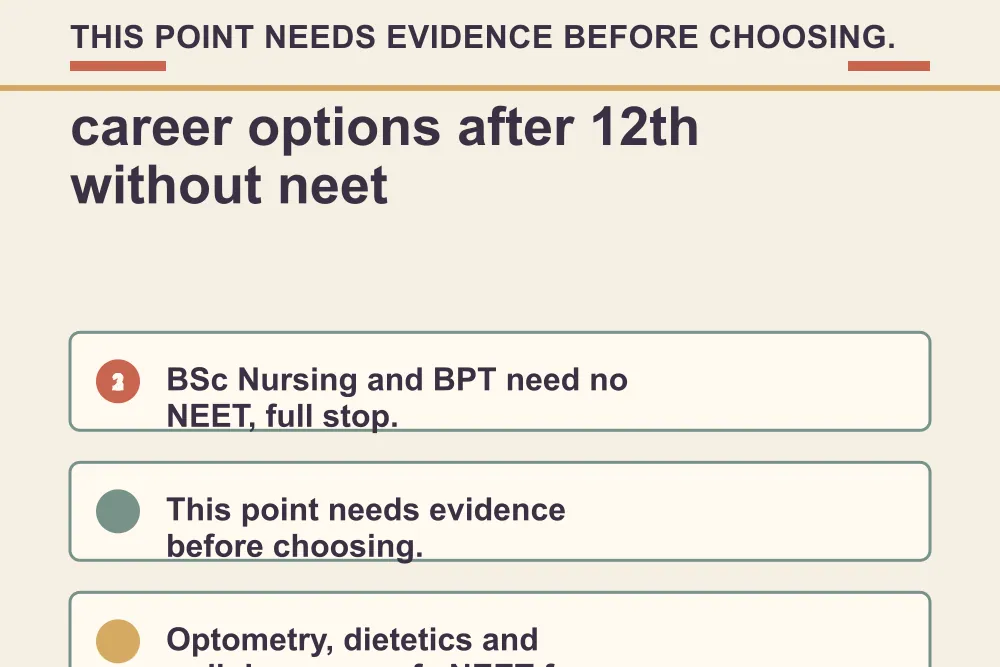 THIS POINT NEEDS EVIDENCE BEFORE CHOOSING.
career options after 12th
without neet
BSc Nursing and BPT need no
NEET, full stop.
This point needs evidence
before choosing.
Optometry, dietetics and